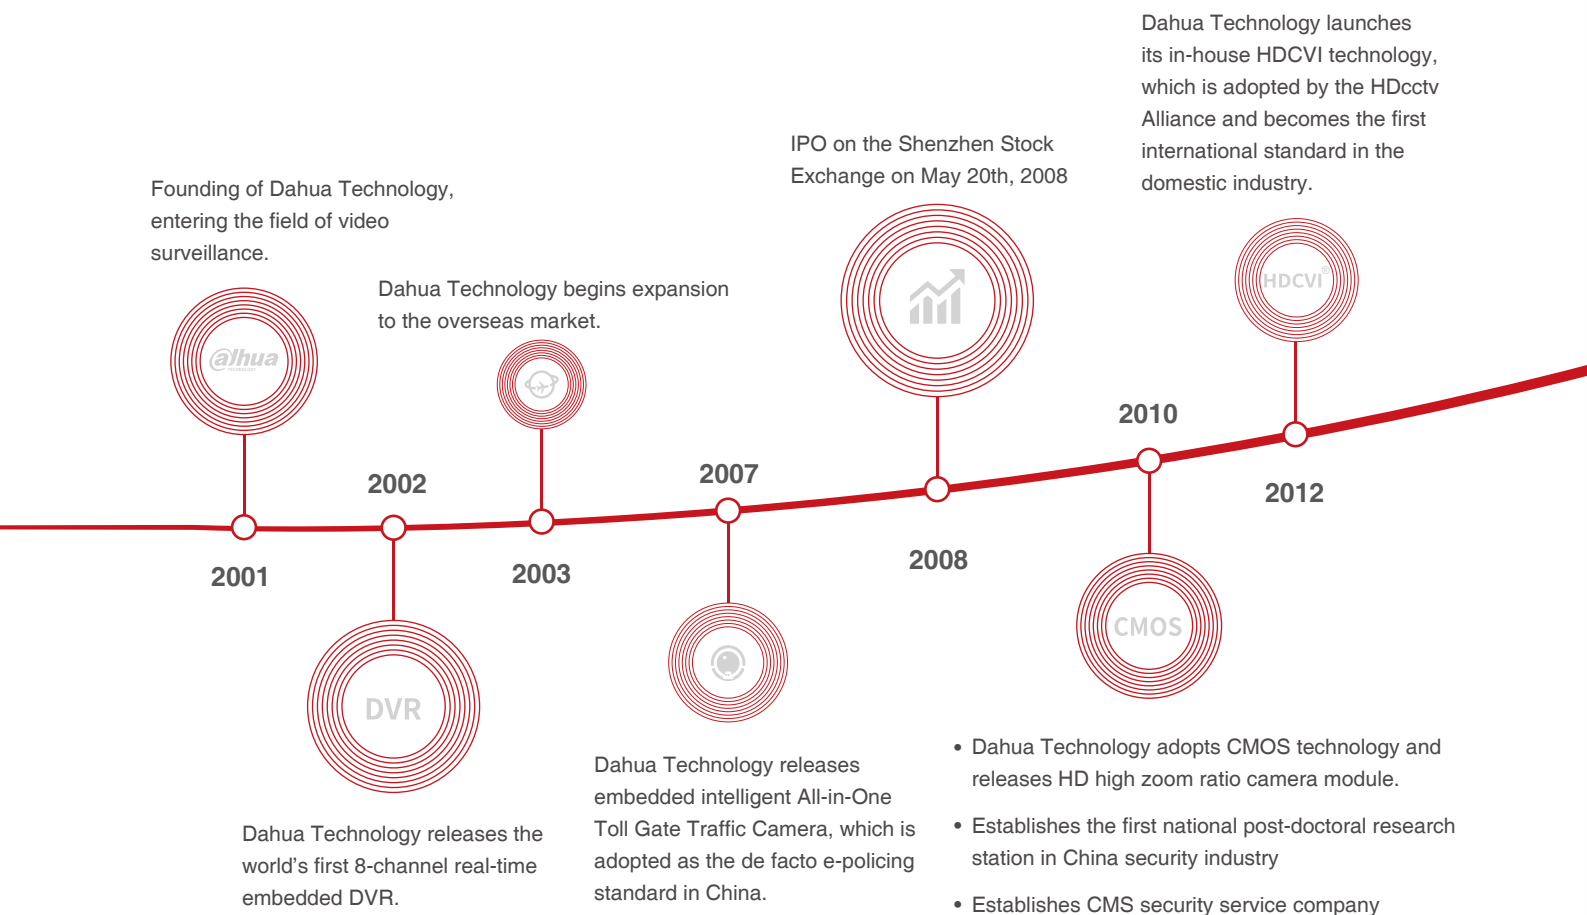 Founding of Dahua Technology,
entering the field of video
surveillance.
alhua
TECHNOLOGY
2001
2002
DVR
Dahua Technology releases the
world’s first 8-channel real-time
embedded DVR.
Dahua Technology begins expansion
to the overseas market.
2003
2007
Dahua Technology releases
embedded intelligent All-in-One
Toll Gate Traffic Camera, which is
adopted as the de facto e-policing
standard in China.
IPO on the Shenzhen Stock
Exchange on May 20th, 2008
2008
2010
CMOS
• Dahua Technology adopts CMOS technology and
releases HD high zoom ratio camera module.
• Establishes the first national post-doctoral research
station in China security industry
• Establishes CMS security service company
Dahua Technology launches
its in-house HDCVI technology,
which is adopted by the HDcctv
Alliance and becomes the first
international standard in the
domestic industry.
HDCVI®
2012